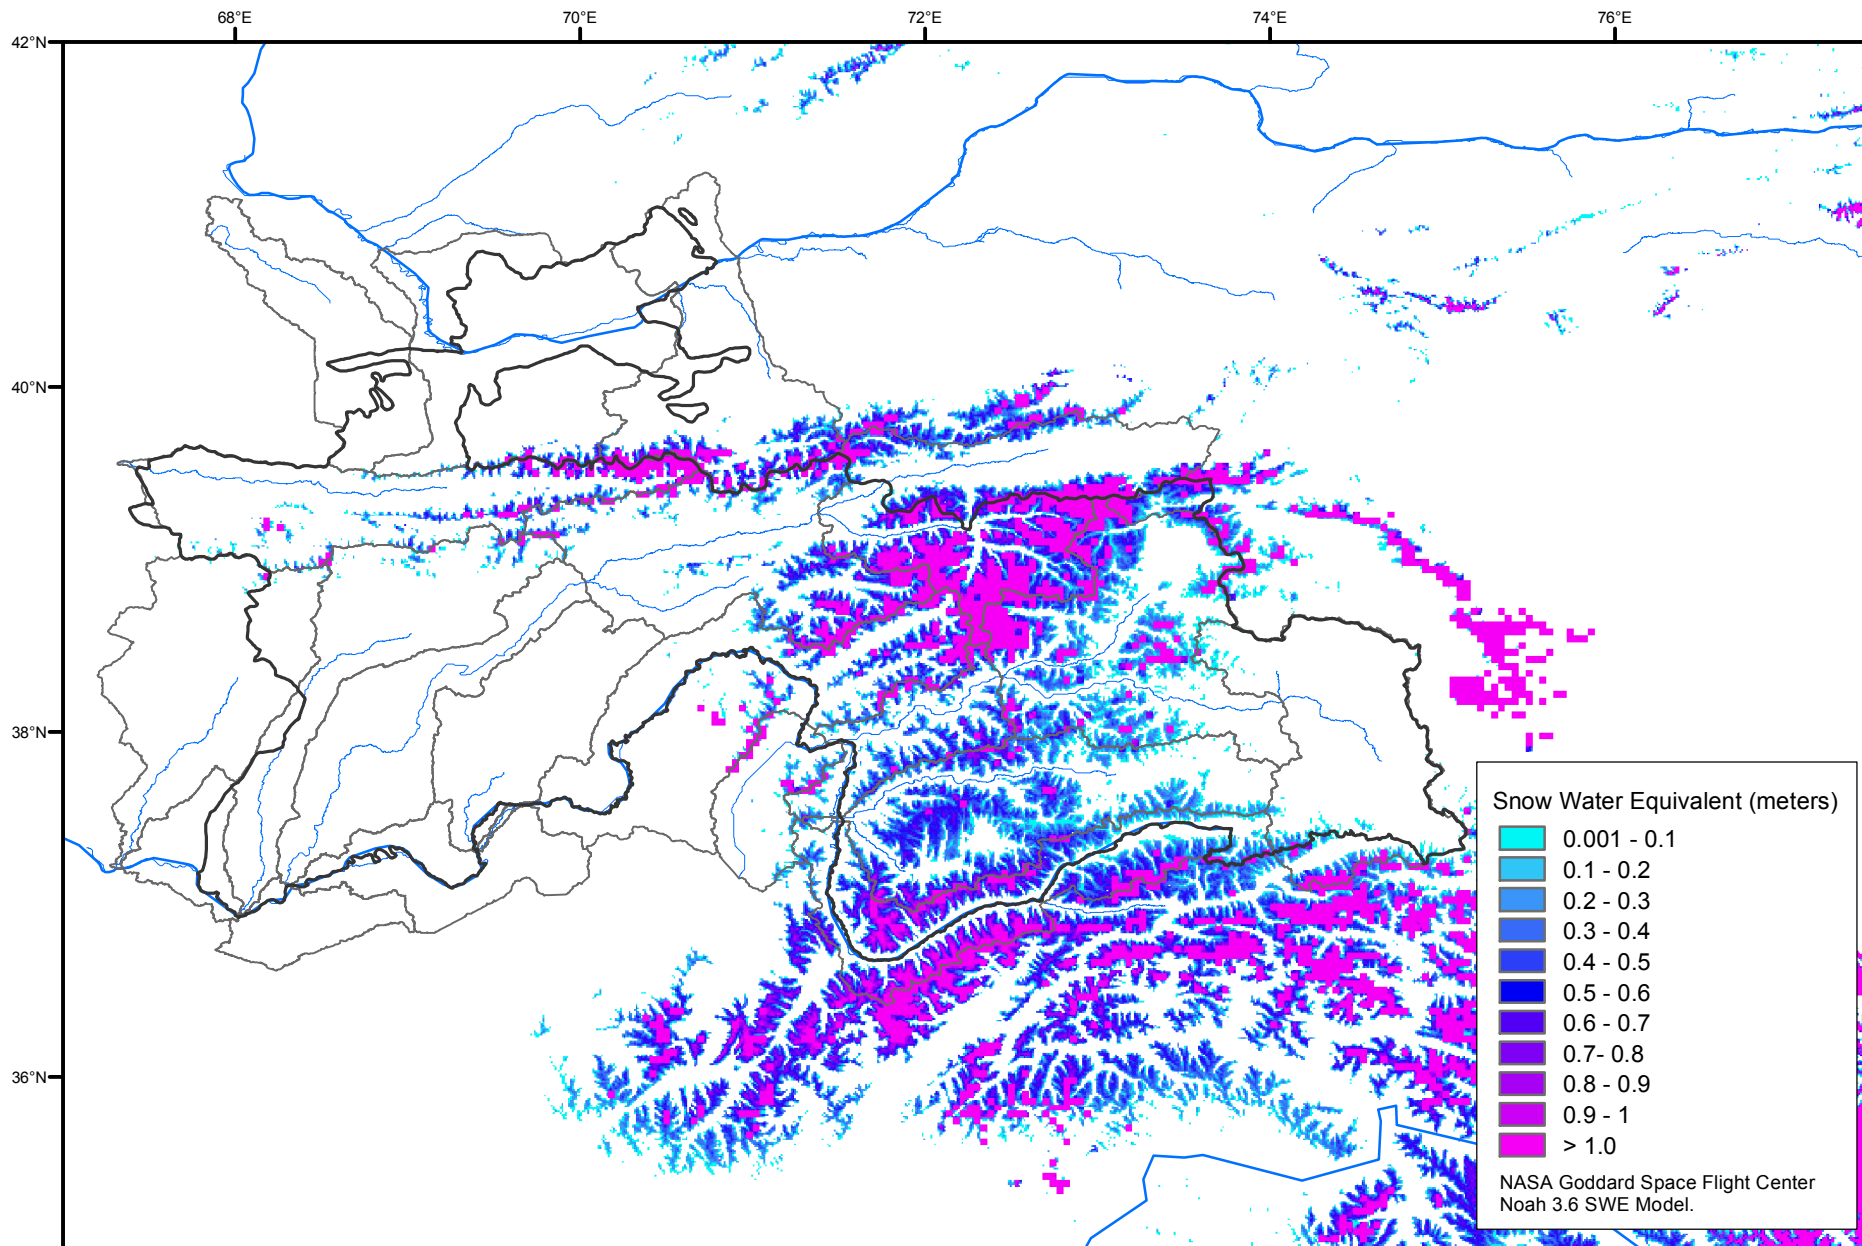 68°E
70°E
72°E
74°E
76°E
42°N
40°N
38°N
36°N
Snow Water Equivalent (meters)
0.001 - 0.1
0.1 - 0.2
0.2 - 0.3
0.3 - 0.4
0.4 - 0.5
0.5 - 0.6
0.6 - 0.7
0.7- 0.8
0.8 - 0.9
0.9 - 1
> 1.0
NASA Goddard Space Flight Center
Noah 3.6 SWE Model.